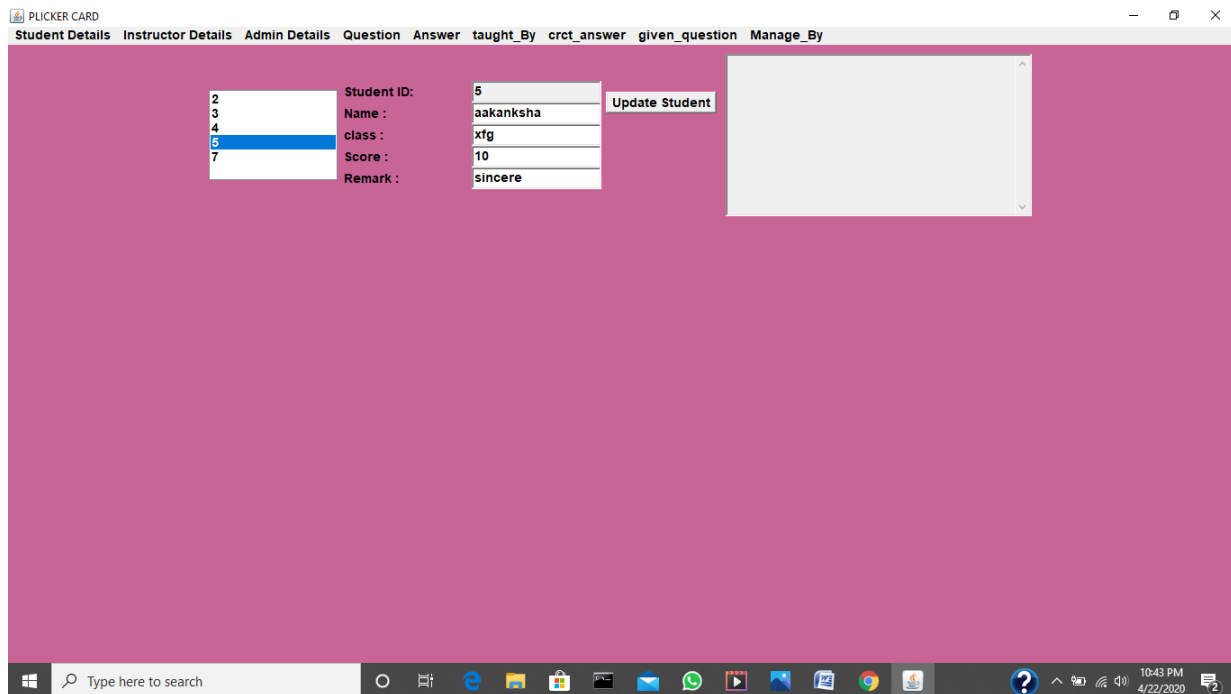 PLICKER CARD
Student Details Instructor Details Admin Details Question Answer taught_By crct_answer given_question Manage_By
2
3
4
5
7
Student ID: 5
Name : aakanksha
class : xfg
Score : 10
Remark : sincere
Update Student
Type here to search
10:43 PM
4/22/2020
2